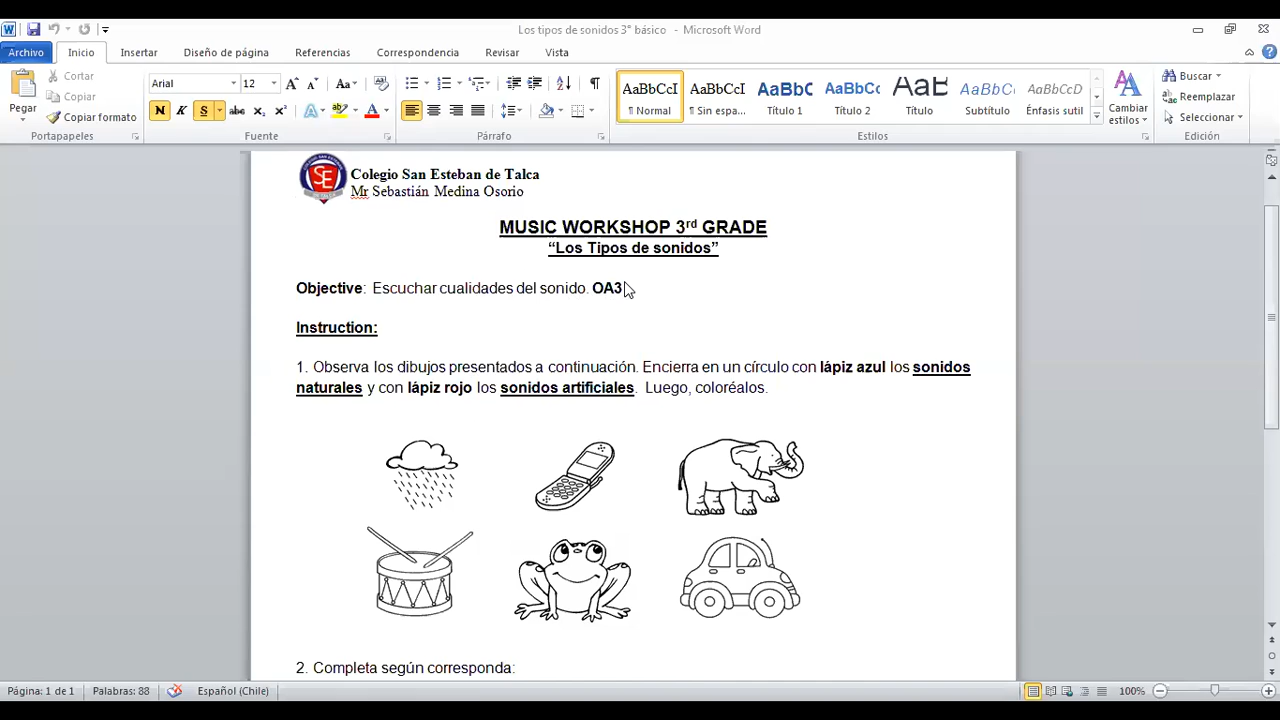 Los tipos de sonidos 3° básico - Microsoft Word
Archivo Inicio Insertar Diseño de página Referencias Correspondencia Revisar Vista
Pegar
Cortar
Copiar
Copiar formato
Portapapeles
Arial 12
N K S abe x₂ x²
Fuente
Párrafo
AaBbCcI AaBbCcI AaBbC AaBbCc AaB AaBbCc AaBbCcD
¶ Normal ¶ Sin espa... Título 1 Título 2 Título Subtítulo Énfasis sutil
Cambiar estilos
Estilos
Buscar
Reemplazar
Seleccionar
Edición
SE
Colegio San Esteban de Talca
Mr Sebastián Medina Osorio
MUSIC WORKSHOP 3rd GRADE
“Los Tipos de sonidos”
Objective: Escuchar cualidades del sonido. OA3
Instruction:
1. Observa los dibujos presentados a continuación. Encierra en un círculo con lápiz azul los sonidos
naturales y con lápiz rojo los sonidos artificiales. Luego, coloréalos.
2. Completa según corresponda:
Página: 1 de 1 Palabras: 88 Español (Chile) 100%